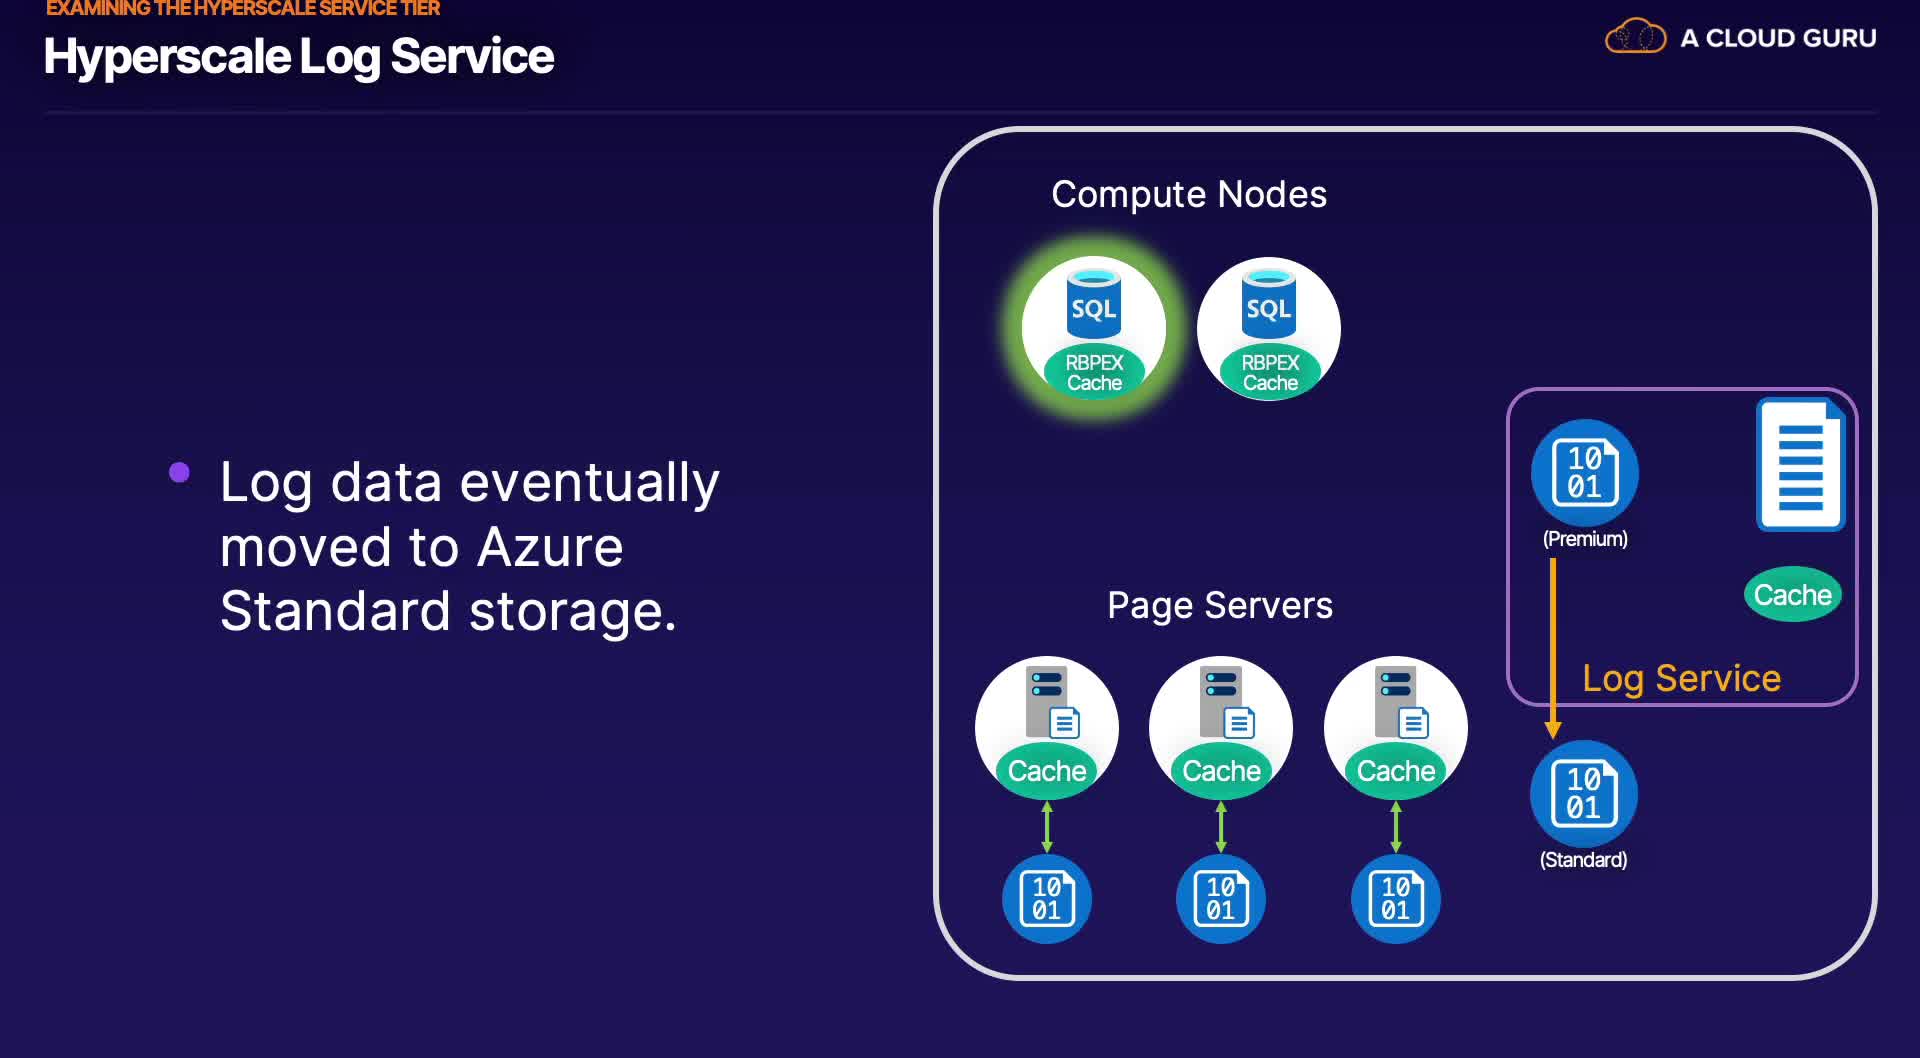 EXAMINING THE HYPERSCALE SERVICE TIER
Hyperscale Log Service
A CLOUD GURU
Log data eventually
moved to Azure
Standard storage.
Compute Nodes
SQL
RBPEX
Cache
SQL
RBPEX
Cache
10
01
(Premium)
Cache
Log Service
Page Servers
Cache
Cache
Cache
10
01
(Standard)
10
01
10
01
10
01